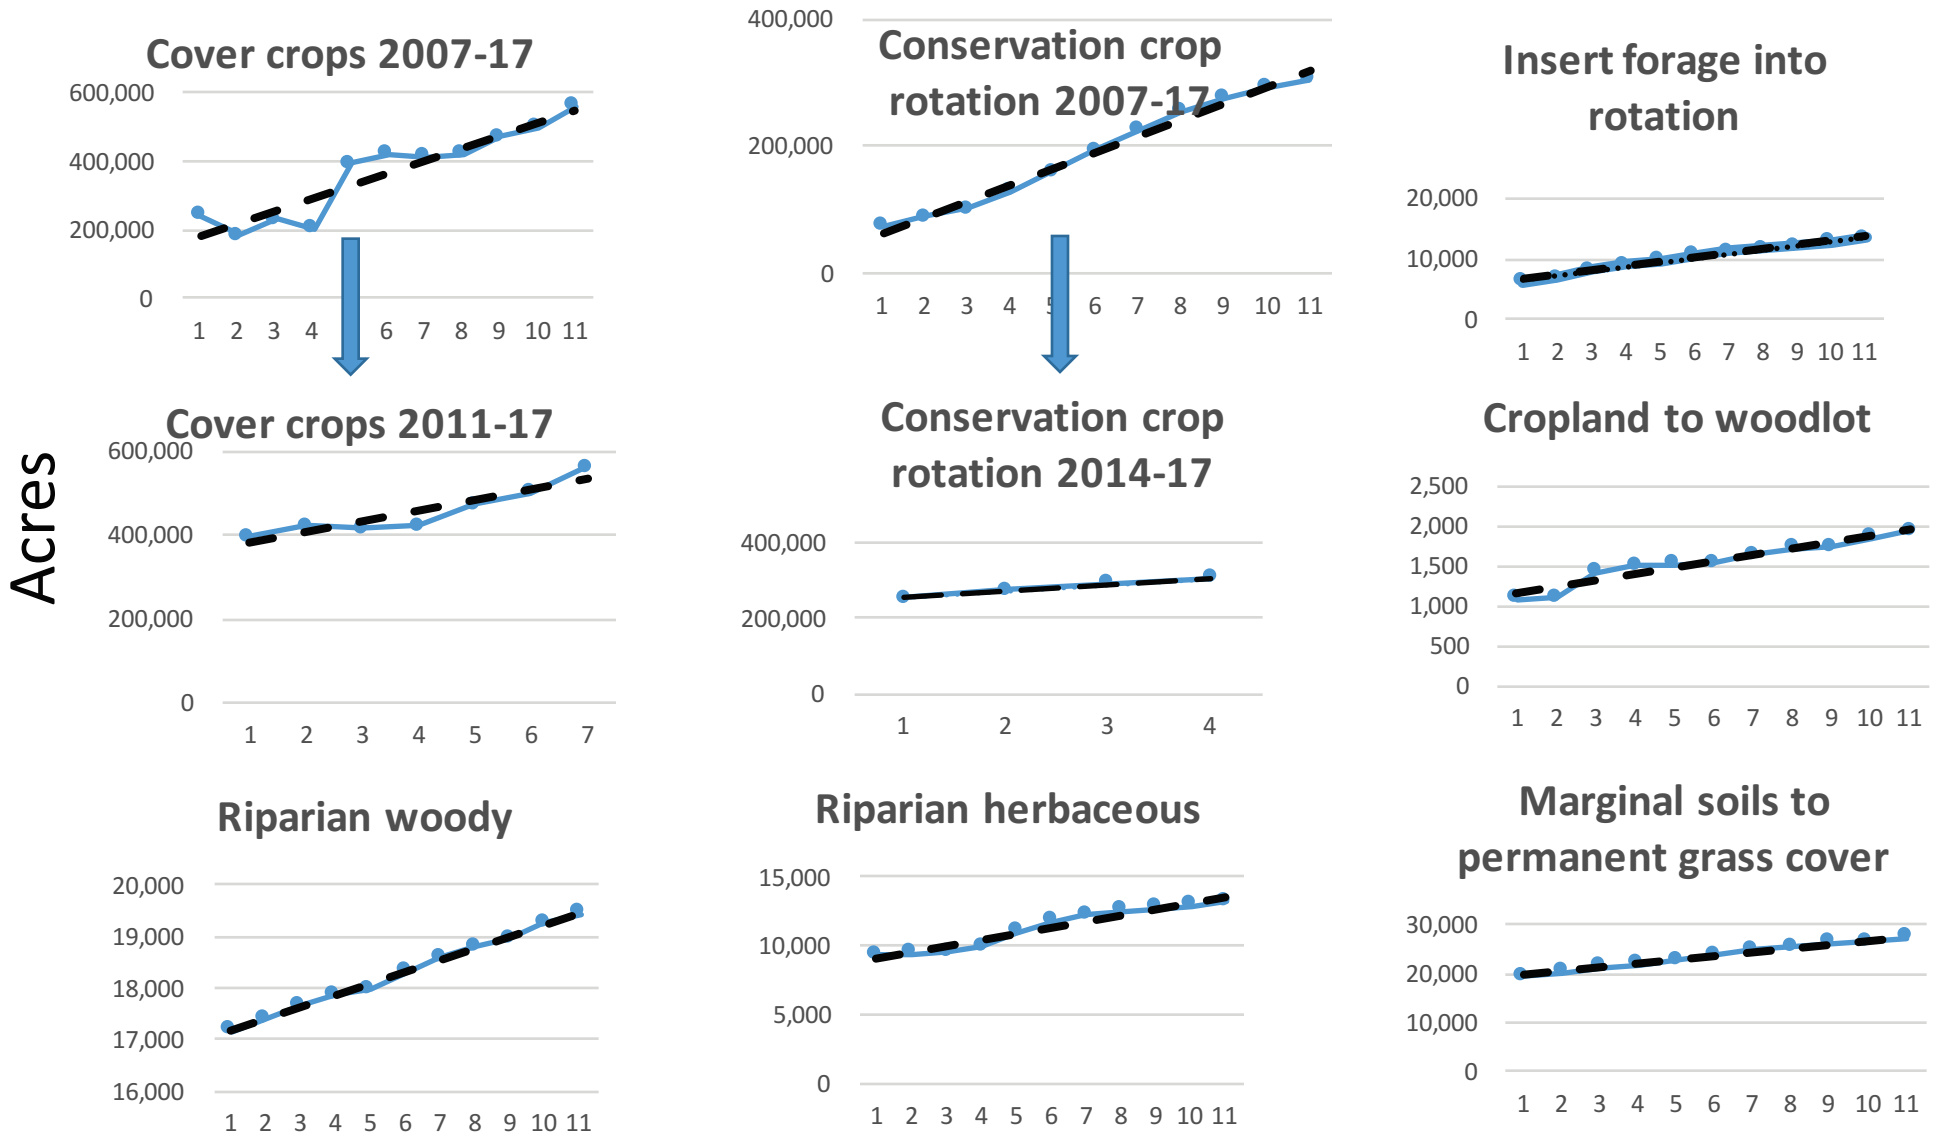 Acres
Cover crops 2007-17
600,000
400,000
200,000
0
1 2 3 4 6 7 8 9 10 11
Conservation crop
rotation 2007-17
400,000
200,000
0
1 2 3 4 5 6 7 8 9 10 11
Insert forage into
rotation
20,000
10,000
0
1 2 3 4 5 6 7 8 9 10 11
Cover crops 2011-17
600,000
400,000
200,000
0
1 2 3 4 5 6 7
Conservation crop
rotation 2014-17
400,000
200,000
0
1 2 3 4
Cropland to woodlot
2,500
2,000
1,500
1,000
500
0
1 2 3 4 5 6 7 8 9 10 11
Riparian woody
20,000
19,000
18,000
17,000
16,000
1 2 3 4 5 6 7 8 9 10 11
Riparian herbaceous
15,000
10,000
5,000
0
1 2 3 4 5 6 7 8 9 10 11
Marginal soils to
permanent grass cover
30,000
20,000
10,000
0
1 2 3 4 5 6 7 8 9 10 11